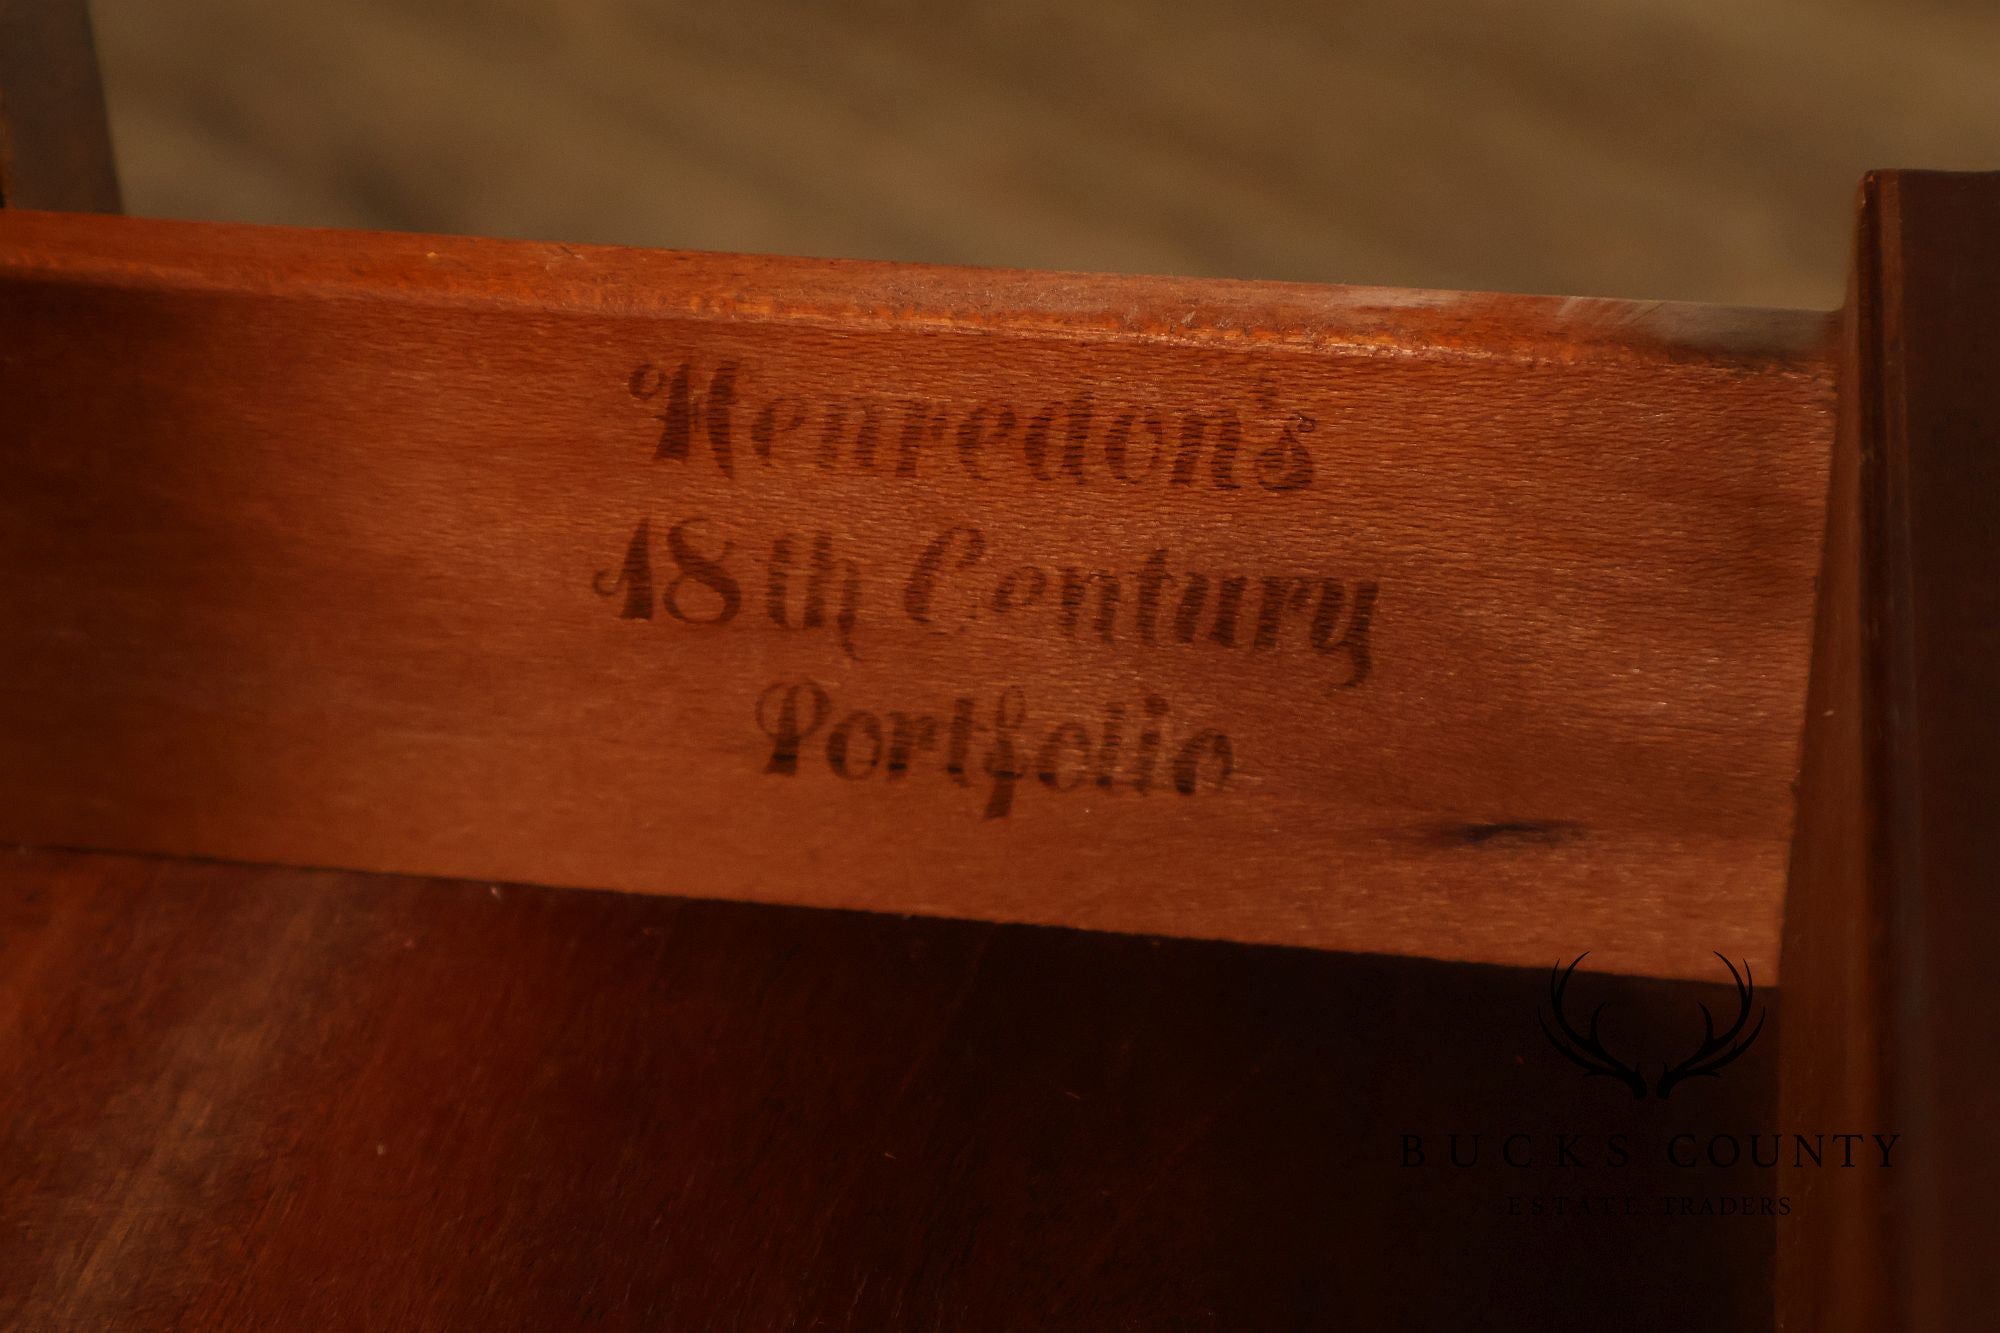 Henredon's
18th Century
Portfolio
BUCKS COUNTY
ESTATE TRADERS